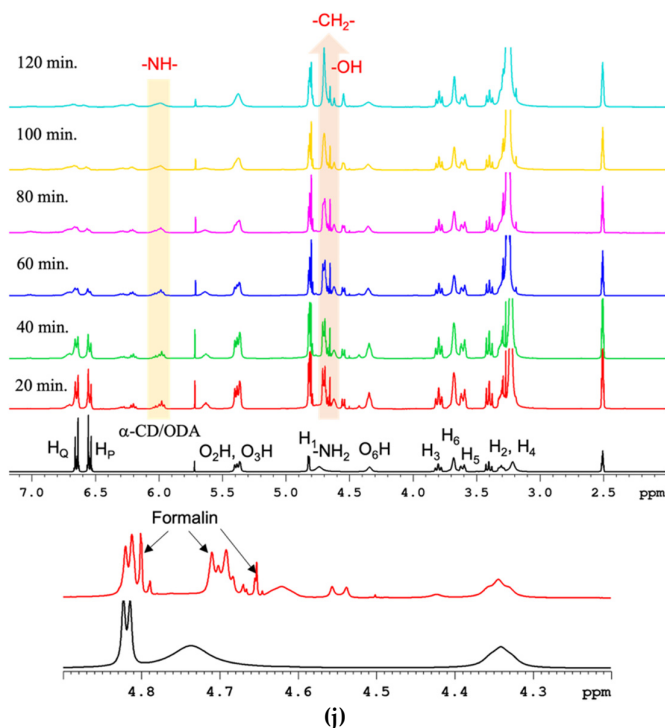 -CH₂-
120 min.
-NH-
-OH
100 min.
80 min.
60 min.
40 min.
20 min.
α-CD/ODA
H_Q
H_P
O₂H, O₃H
H₁
-NH₂
O₆H
H₃
H₆
H₅
H₂, H₄
7.0 6.5 6.0 5.5 5.0 4.5 4.0 3.5 3.0 2.5 ppm
Formalin
4.8 4.7 4.6 4.5 4.4 4.3 ppm
(j)